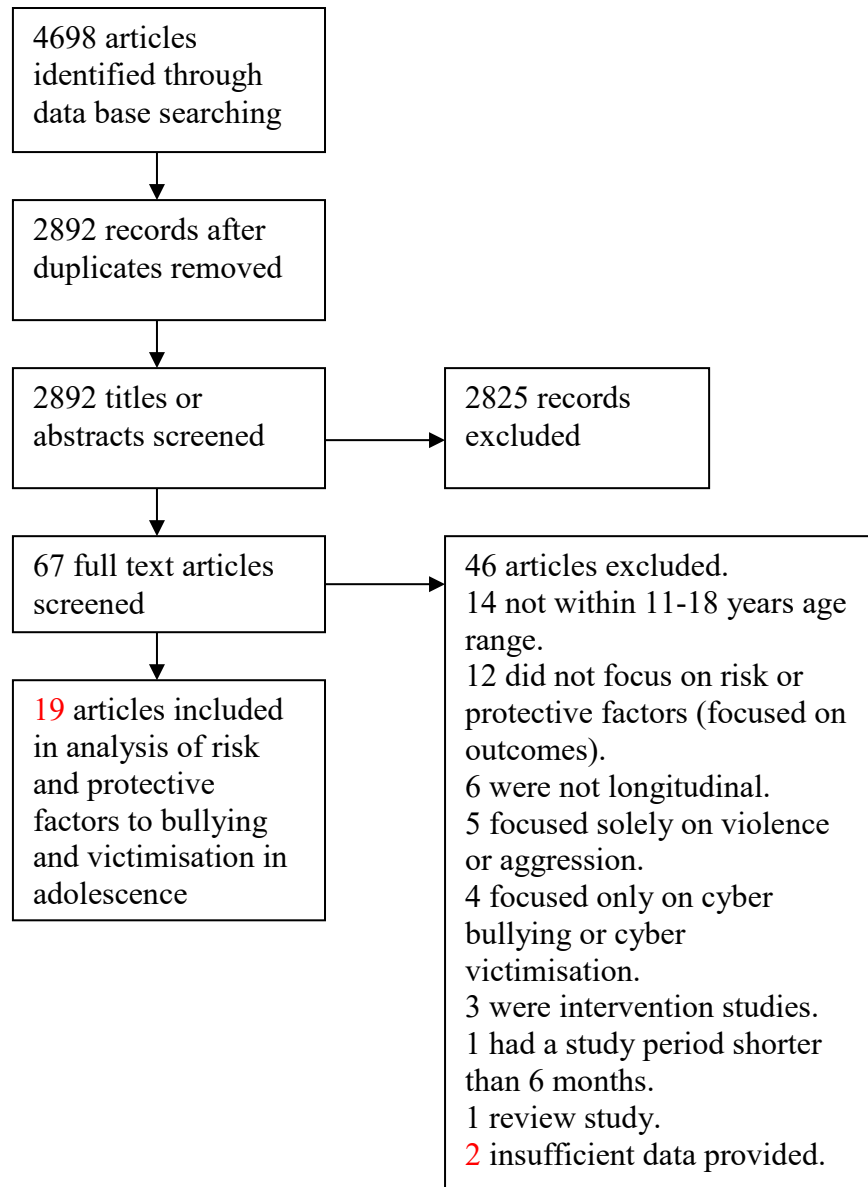 4698 articles
identified through
data base searching
2892 records after
duplicates removed
2892 titles or
abstracts screened
2825 records
excluded
67 full text articles
screened
46 articles excluded.
14 not within 11-18 years age
range.
12 did not focus on risk or
protective factors (focused on
outcomes).
6 were not longitudinal.
5 focused solely on violence
or aggression.
4 focused only on cyber
bullying or cyber
victimisation.
3 were intervention studies.
1 had a study period shorter
than 6 months.
1 review study.
2 insufficient data provided.
19 articles included
in analysis of risk
and protective
factors to bullying
and victimisation in
adolescence